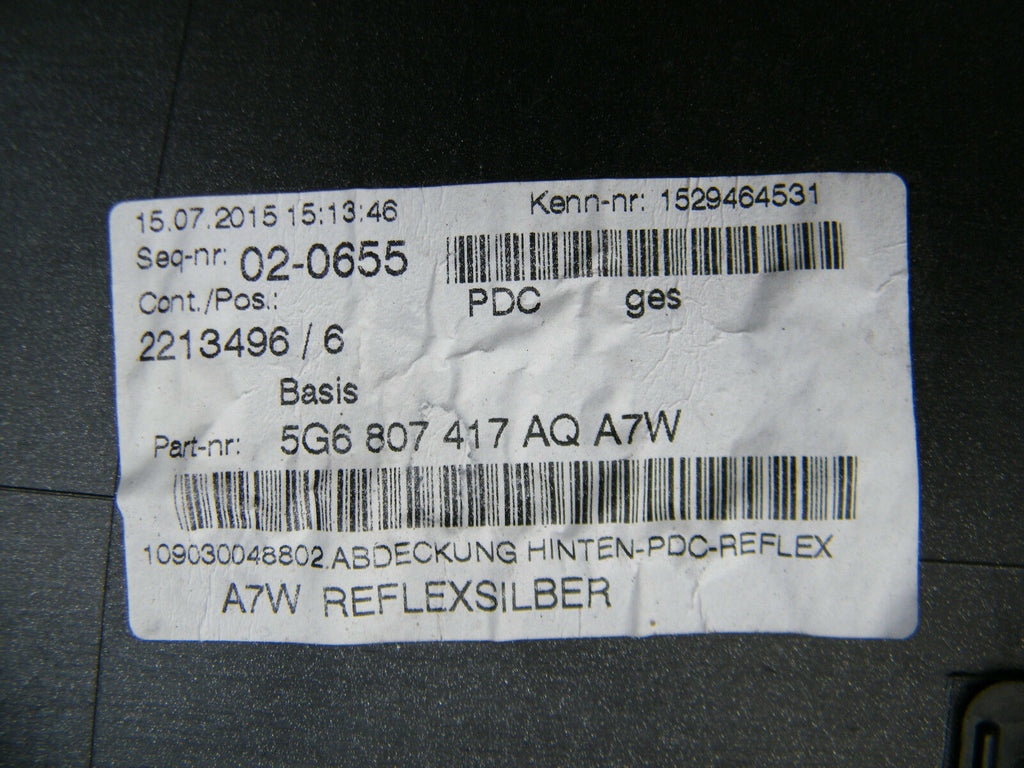 15.07.2015 15:13:46 Kenn-nr: 1529464531
Seq-nr: 02-0655
Cont./Pos.: PDC ges
2213496 / 6
Basis
Part-nr: 5G6 807 417 AQ A7W
109030048802.ABDECKUNG HINTEN-PDC-REFLEX
A7W REFLEXSILBER